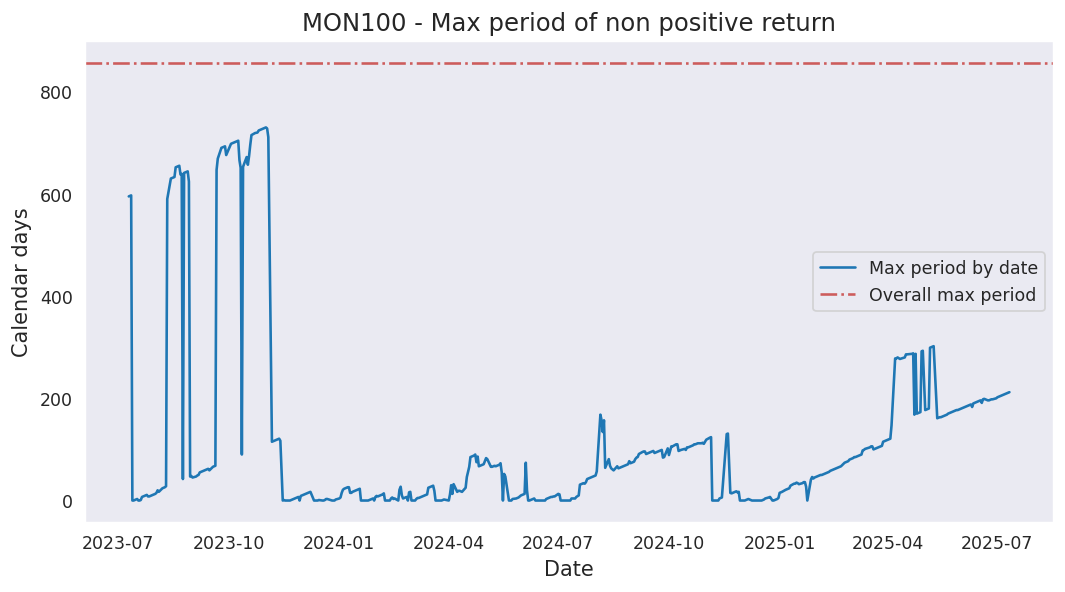 MON100 - Max period of non positive return
Calendar days
800
600
400
200
0
Max period by date
Overall max period
2023-07 2023-10 2024-01 2024-04 2024-07 2024-10 2025-01 2025-04 2025-07
Date